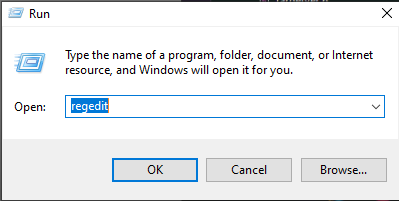 Run
Type the name of a program, folder, document, or Internet
resource, and Windows will open it for you.
Open: regedit
OK Cancel Browse...